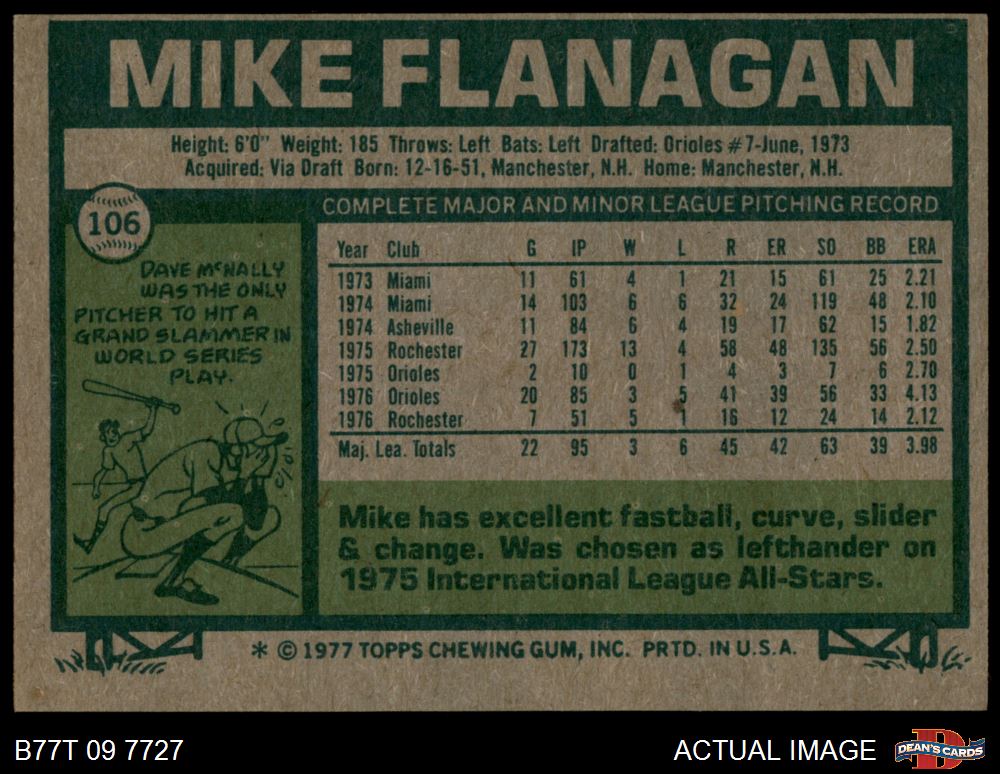 MIKE FLANAGAN
Height: 6'0" Weight: 185 Throws: Left Bats: Left Drafted: Orioles #7-June, 1973
Acquired: Via Draft Born: 12-16-51, Manchester, N.H. Home: Manchester, N.H.
106
DAVE McNALLY
WAS THE ONLY
PITCHER TO HIT A
GRAND SLAMMER IN
WORLD SERIES
PLAY.
COMPLETE MAJOR AND MINOR LEAGUE PITCHING RECORD
Year Club G IP W L R ER SO BB ERA
1973 Miami 11 61 4 1 21 15 61 25 2.21
1974 Miami 14 103 6 6 32 24 119 48 2.10
1974 Asheville 11 84 6 4 19 17 62 15 1.82
1975 Rochester 27 173 13 4 58 48 135 56 2.50
1975 Orioles 2 10 0 1 4 3 7 6 2.70
1976 Orioles 20 85 3 5 41 39 56 33 4.13
1976 Rochester 7 51 5 1 16 12 24 14 2.12
Maj. Lea. Totals 22 95 3 6 45 42 63 39 3.98
Mike has excellent fastball, curve, slider
& change. Was chosen as lefthander on
1975 International League All-Stars.
* © 1977 TOPPS CHEWING GUM, INC. PRTD. IN U.S.A.
B77T 09 7727
ACTUAL IMAGE
D
DEAN'S CARDS